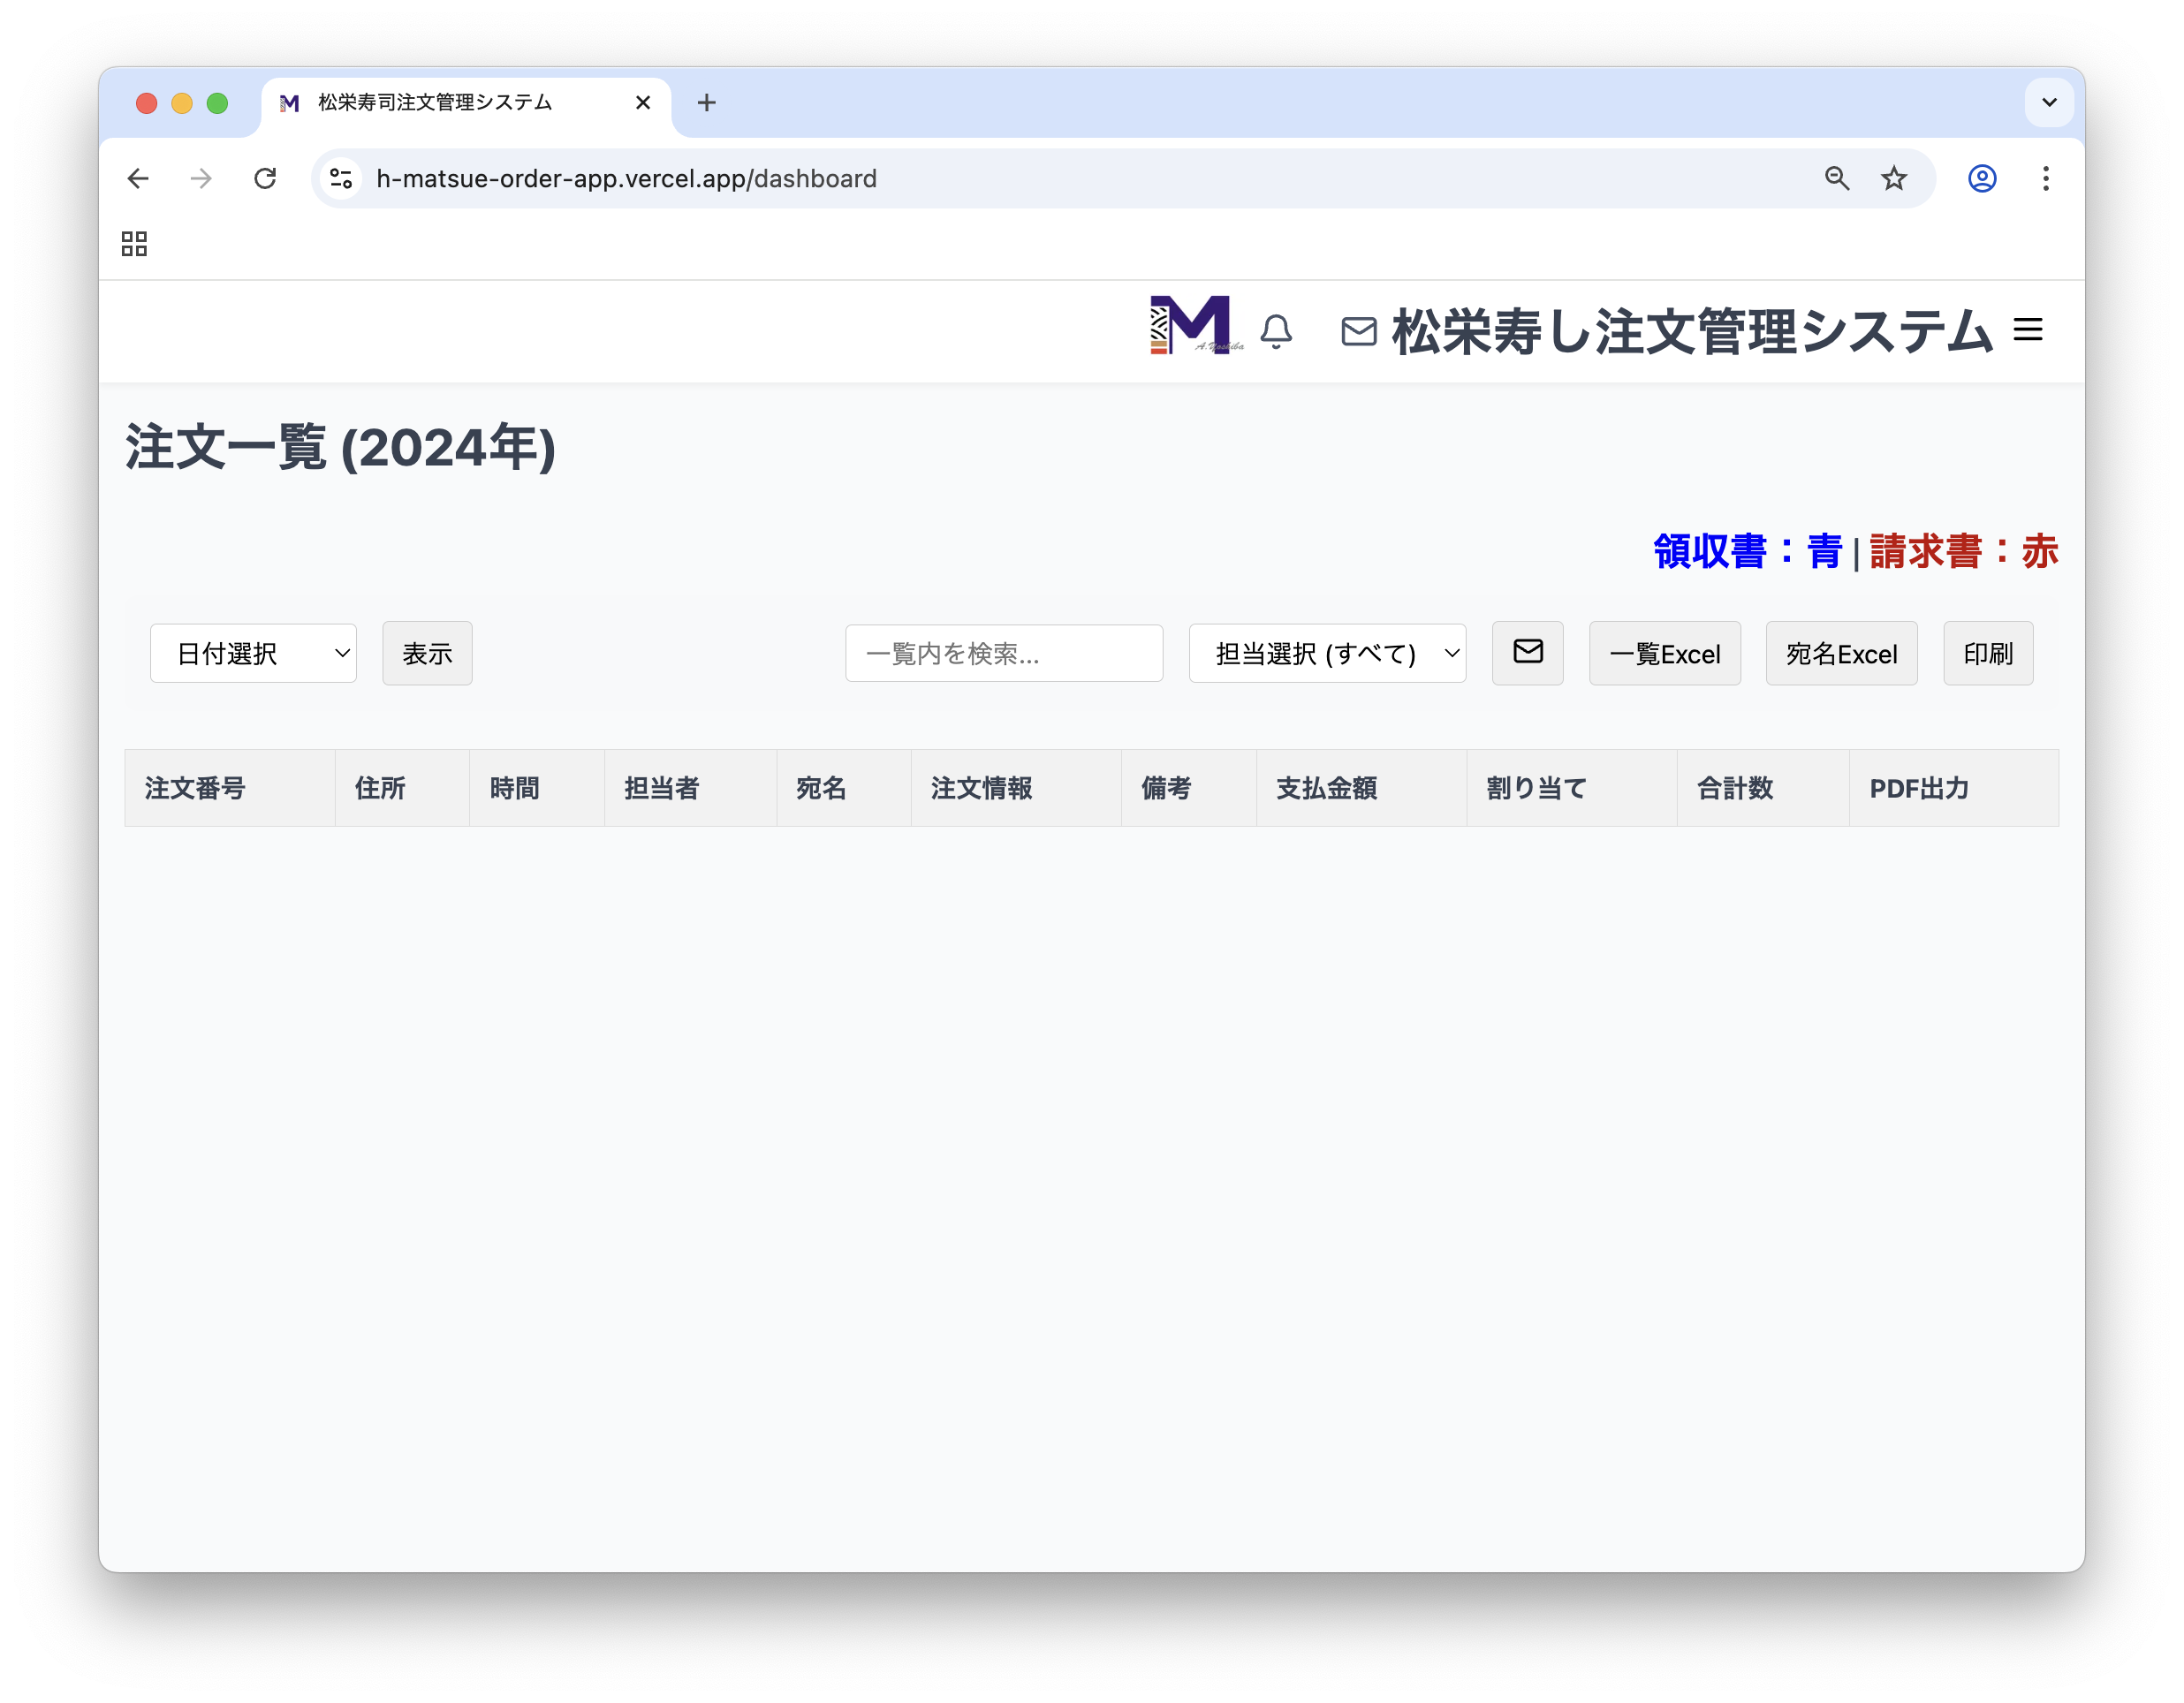 松栄寿司注文管理システム
h-matsue-order-app.vercel.app/dashboard
M A.Yoshiba 松栄寿し注文管理システム
注文一覧 (2024年)
領収書：青 | 請求書：赤
日付選択 表示 一覧内を検索... 担当選択 (すべて) 一覧Excel 宛名Excel 印刷
注文番号 住所 時間 担当者 宛名 注文情報 備考 支払金額 割り当て 合計数 PDF出力